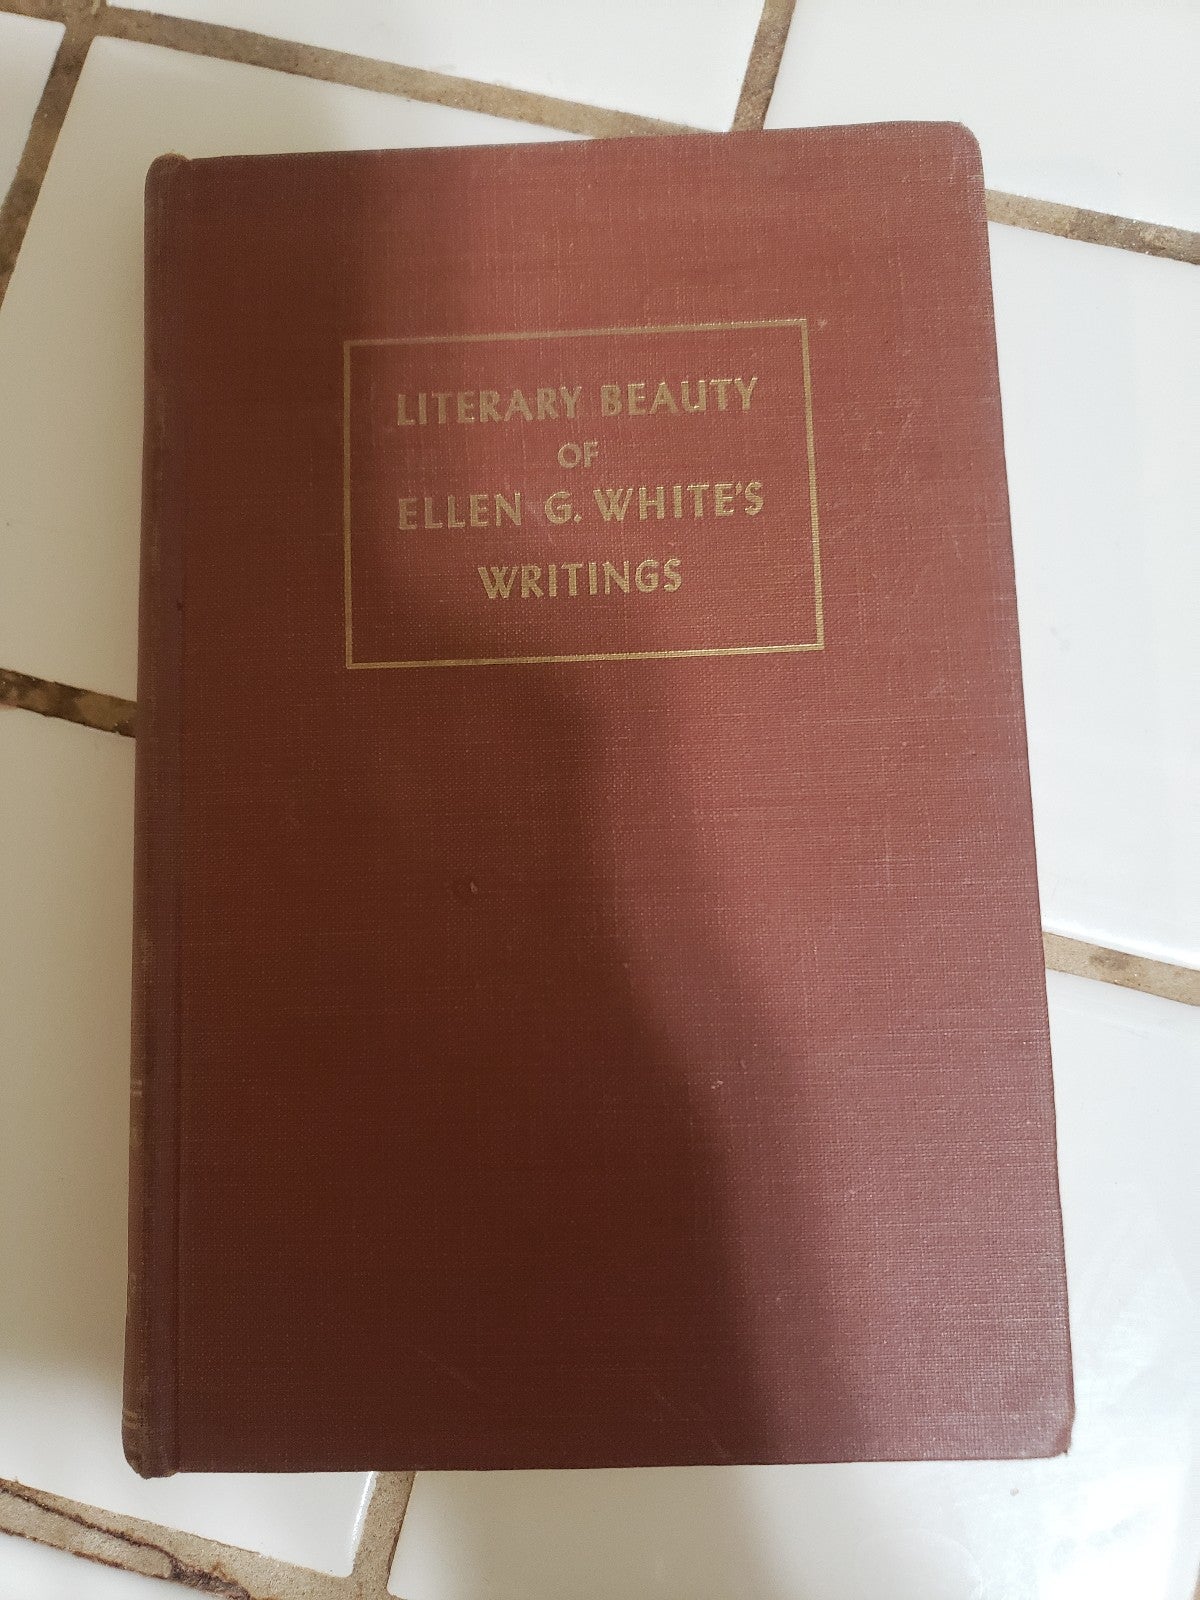 LITERARY BEAUTY
OF
ELLEN G. WHITE'S
WRITINGS